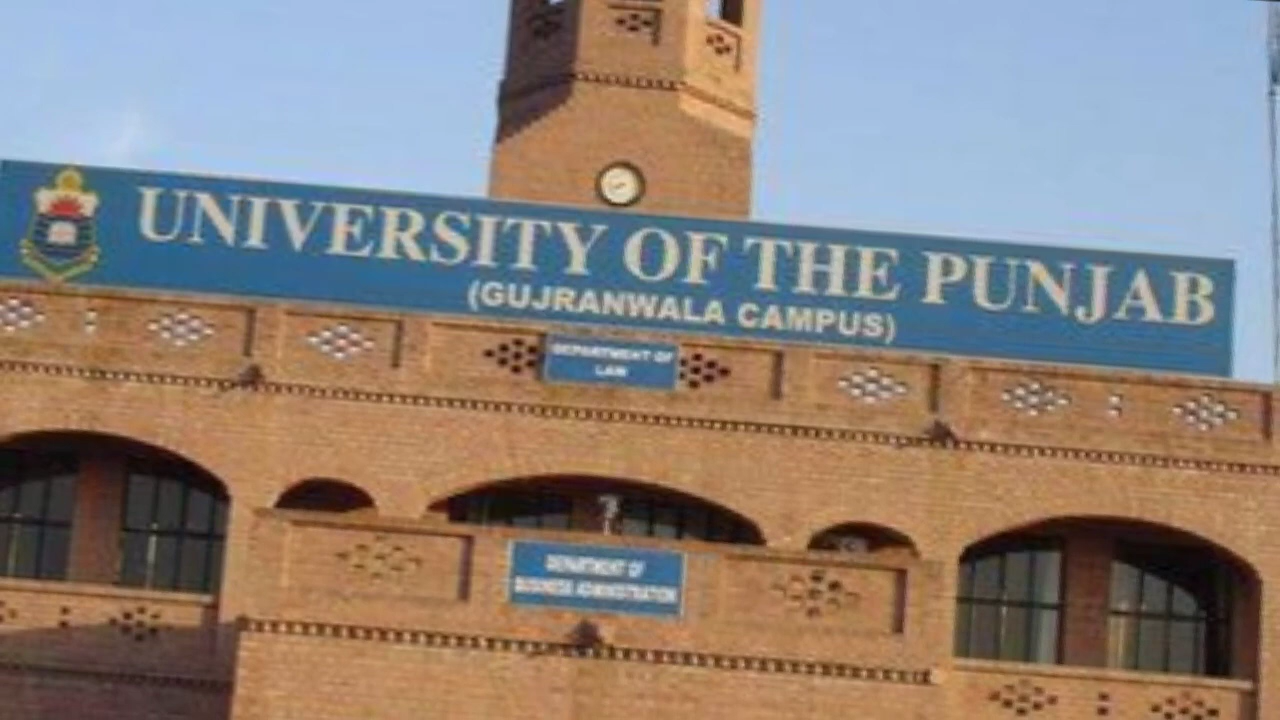 UNIVERSITY OF THE PUNJAB
(GUJRANWALA CAMPUS)
DEPARTMENT OF
LAW
DEPARTMENT OF
BUSINESS ADMINISTRATION